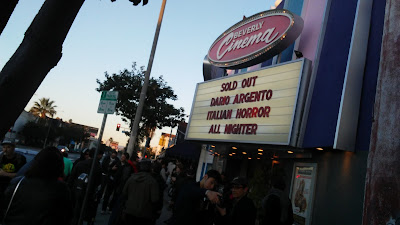 BEVERLY
Cinema
SOLD OUT
DARIO ARGENTO
ITALIAN HORROR
ALL NIGHTER